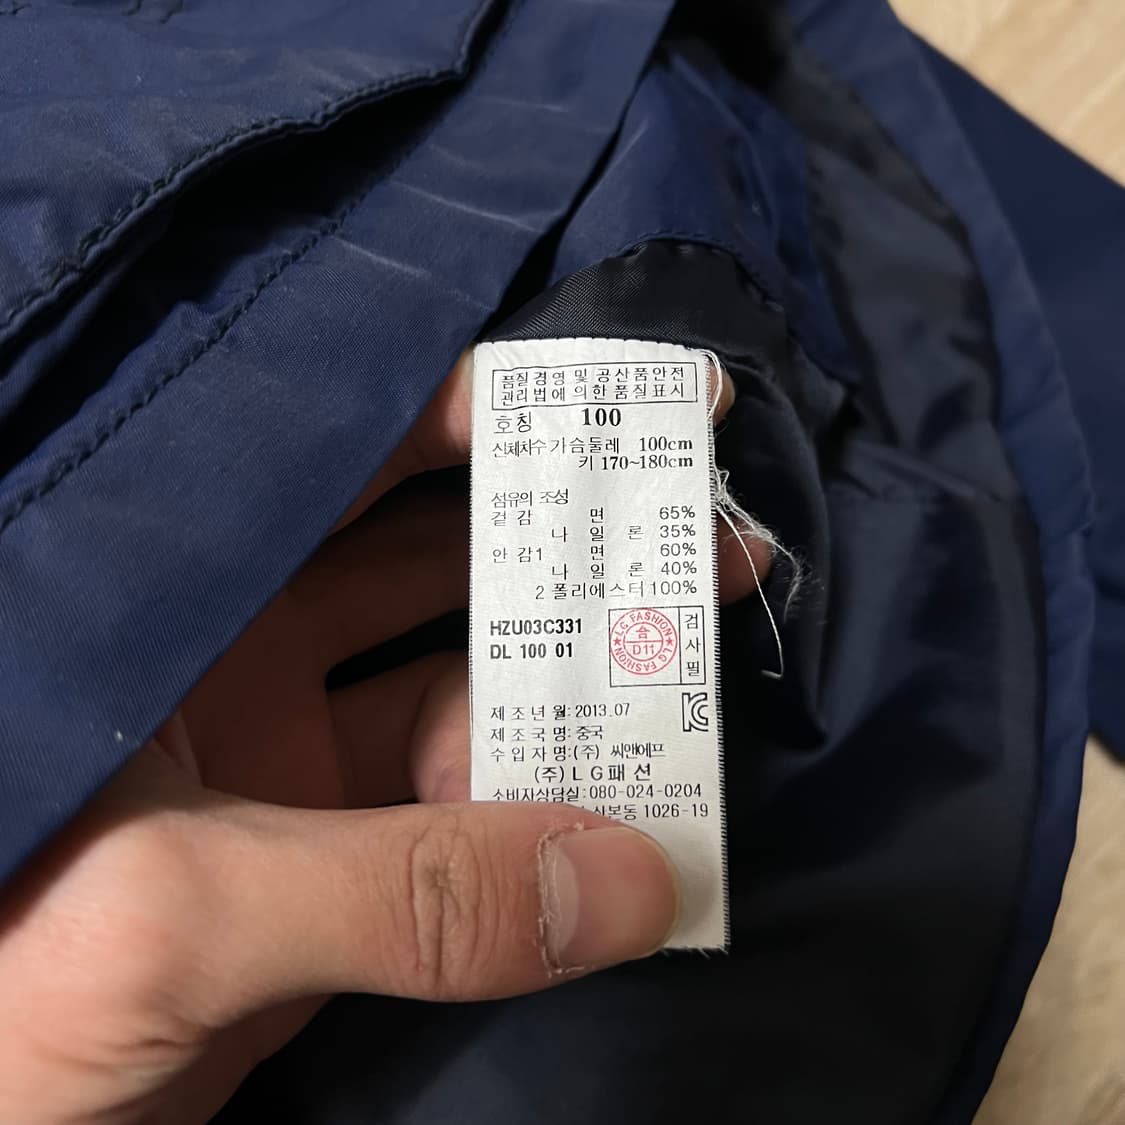 품질경영 및 공산품안전
관리법에 의한 품질표시
호칭 100
신체차수 가슴둘레 100cm
키 170~180cm
섬유의 조성
겉감 면 65%
나일론 35%
안감1 면 60%
나일론 40%
2 폴리에스터 100%
HZU03C331
DL 100 01
LG FASHION ★ LG FASHION ★
合
D11
검사필
제조년월: 2013.07
제조국명: 중국
수입자명:(주) 씨앤에프
(주)LG패션
소비자상담실:080-024-0204
산본동 1026-19